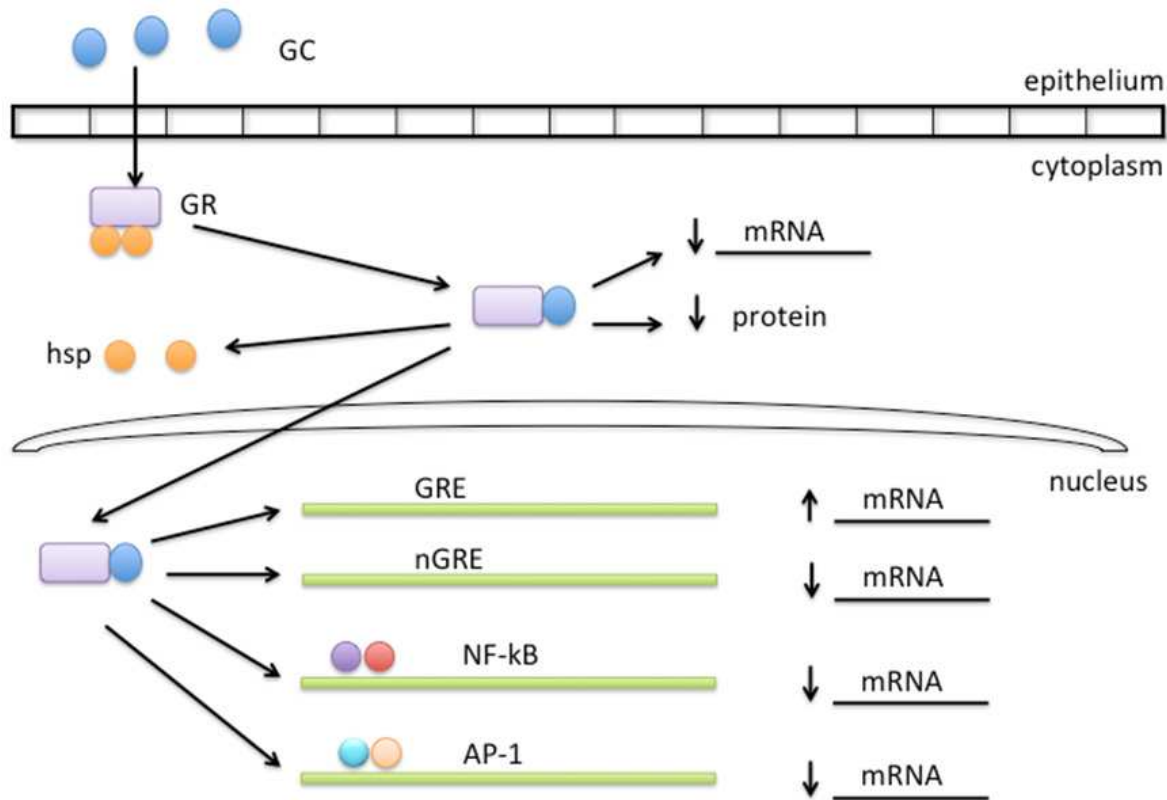 GC
epithelium
cytoplasm
GR
mRNA
protein
hsp
nucleus
GRE
mRNA
nGRE
mRNA
NF-kB
mRNA
AP-1
mRNA